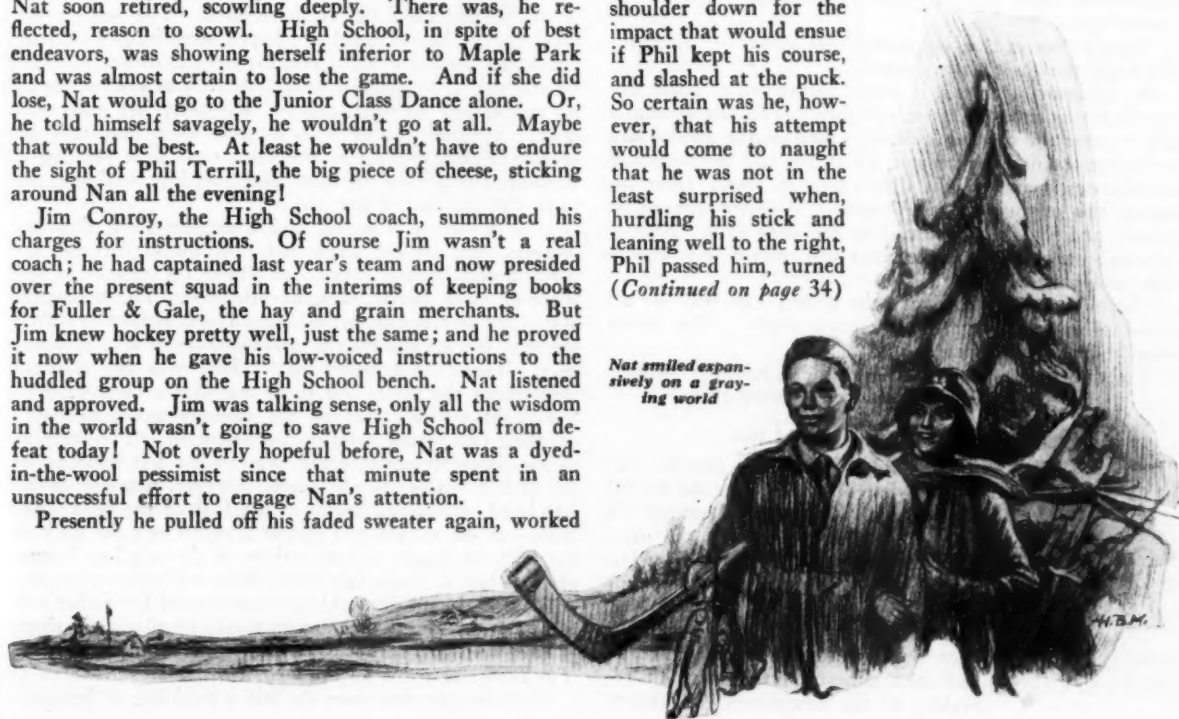 Nat soon retired, scowling deeply. There was, he re-
flected, reason to scowl. High School, in spite of best
endeavors, was showing herself inferior to Maple Park
and was almost certain to lose the game. And if she did
lose, Nat would go to the Junior Class Dance alone. Or,
he told himself savagely, he wouldn't go at all. Maybe
that would be best. At least he wouldn't have to endure
the sight of Phil Terrill, the big piece of cheese, sticking
around Nan all the evening!
Jim Conroy, the High School coach, summoned his
charges for instructions. Of course Jim wasn't a real
coach; he had captained last year's team and now presided
over the present squad in the interims of keeping books
for Fuller & Gale, the hay and grain merchants. But
Jim knew hockey pretty well, just the same; and he proved
it now when he gave his low-voiced instructions to the
huddled group on the High School bench. Nat listened
and approved. Jim was talking sense, only all the wisdom
in the world wasn't going to save High School from de-
feat today! Not overly hopeful before, Nat was a dyed-
in-the-wool pessimist since that minute spent in an
unsuccessful effort to engage Nan's attention.
Presently he pulled off his faded sweater again, worked
shoulder down for the
impact that would ensue
if Phil kept his course,
and slashed at the puck.
So certain was he, how-
ever, that his attempt
would come to naught
that he was not in the
least surprised when,
hurdling his stick and
leaning well to the right,
Phil passed him, turned
(Continued on page 34)
Nat smiled expan-
sively on a gray-
ing world
H.B.M.